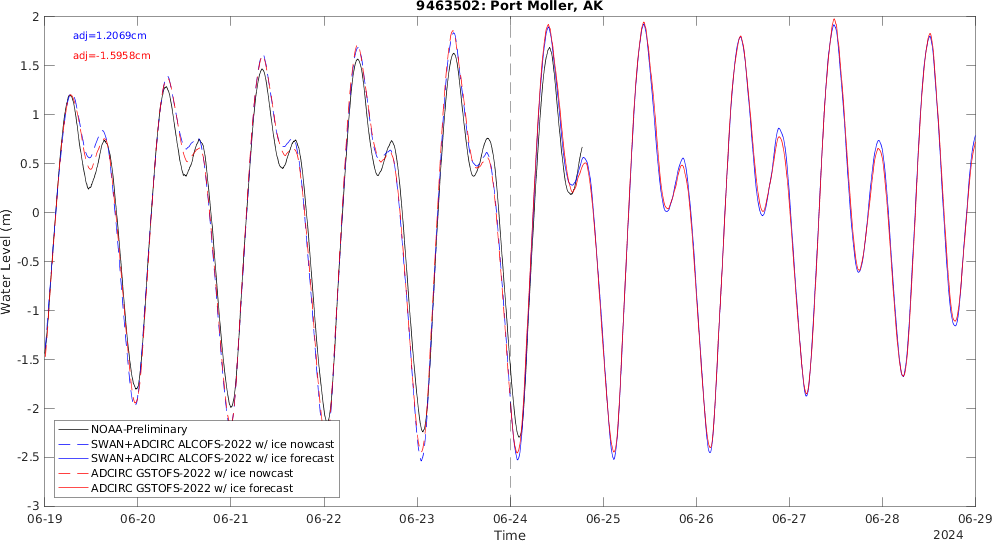 9463502: Port Moller, AK
adj=1.2069cm
adj=-1.5958cm
Water Level (m)
2
1.5
1
0.5
0
-0.5
-1
-1.5
-2
-2.5
-3
NOAA-Preliminary
SWAN+ADCIRC ALCOFS-2022 w/ ice nowcast
SWAN+ADCIRC ALCOFS-2022 w/ ice forecast
ADCIRC GSTOFS-2022 w/ ice nowcast
ADCIRC GSTOFS-2022 w/ ice forecast
06-19 06-20 06-21 06-22 06-23 06-24 06-25 06-26 06-27 06-28 06-29
Time
2024